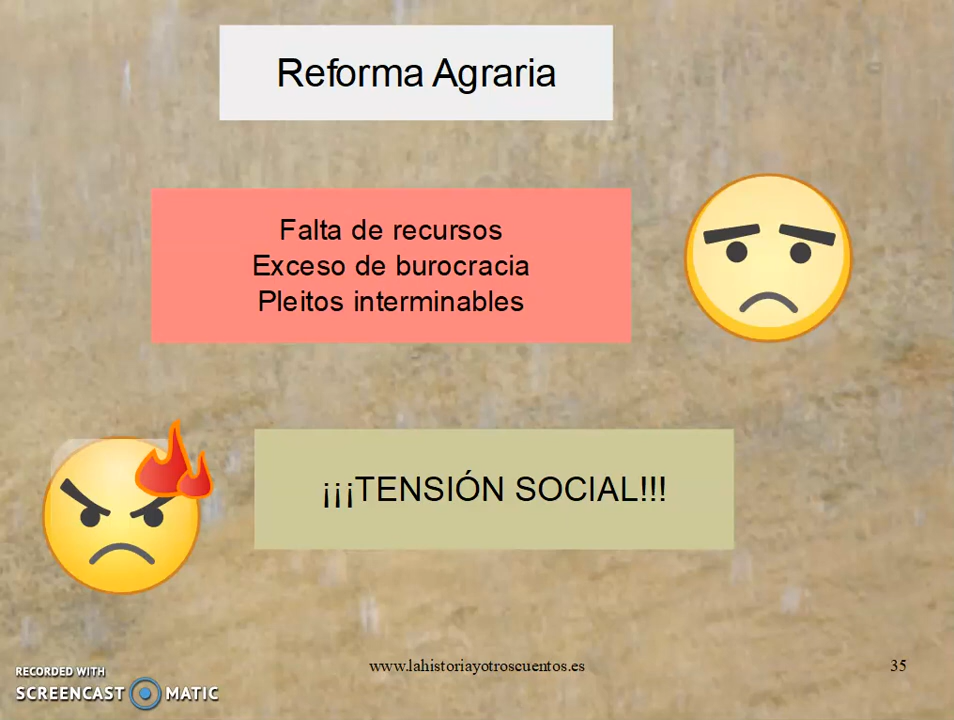 Reforma Agraria
Falta de recursos
Exceso de burocracia
Pleitos interminables
¡¡¡TENSIÓN SOCIAL!!!
www.lahistoriayotroscuentos.es
35
RECORDED WITH
SCREENCAST MATIC